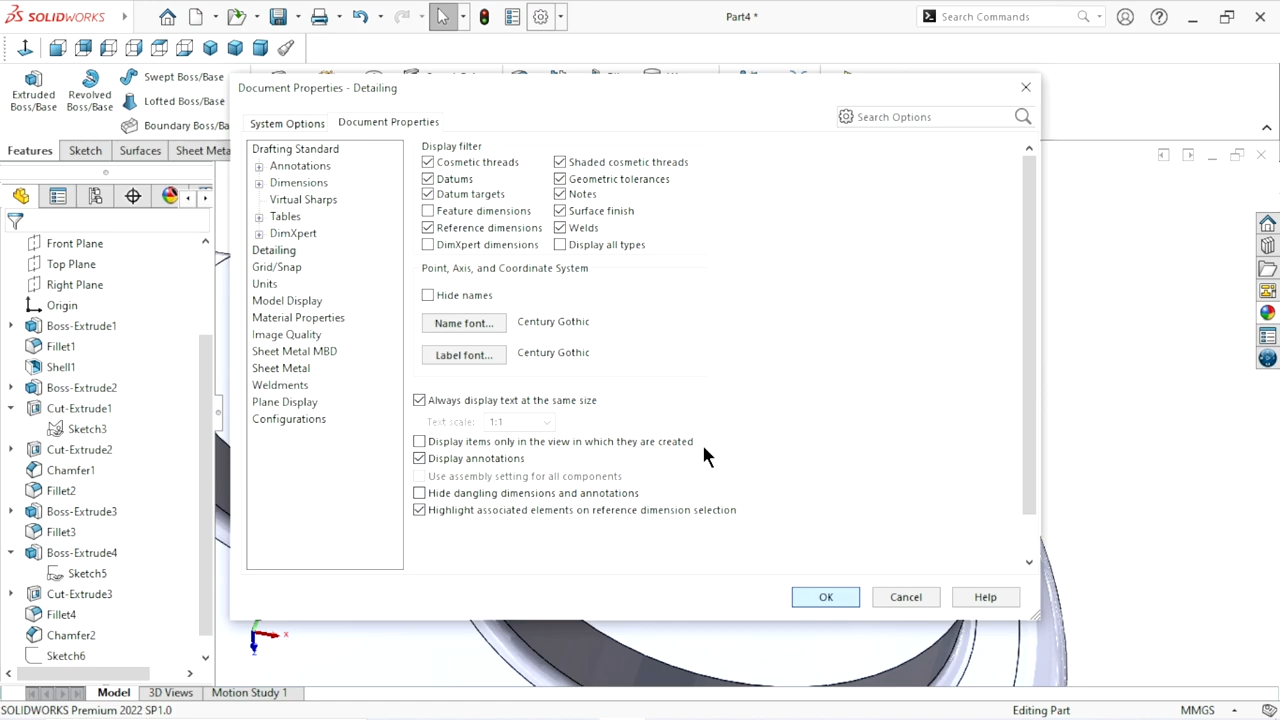 SOLIDWORKS
Part4 *
Search Commands
Extruded Boss/Base
Revolved Boss/Base
Swept Boss/Base
Lofted Boss/Base
Boundary Boss/Ba
Features
Sketch
Surfaces
Sheet Meta
Front Plane
Top Plane
Right Plane
Origin
Boss-Extrude1
Fillet1
Shell1
Boss-Extrude2
Cut-Extrude1
Sketch3
Cut-Extrude2
Chamfer1
Fillet2
Boss-Extrude3
Fillet3
Boss-Extrude4
Sketch5
Cut-Extrude3
Fillet4
Chamfer2
Sketch6
Document Properties - Detailing
System Options
Document Properties
Search Options
Drafting Standard
Annotations
Dimensions
Virtual Sharps
Tables
DimXpert
Detailing
Grid/Snap
Units
Model Display
Material Properties
Image Quality
Sheet Metal MBD
Sheet Metal
Weldments
Plane Display
Configurations
Display filter
Cosmetic threads
Shaded cosmetic threads
Datums
Geometric tolerances
Datum targets
Notes
Feature dimensions
Surface finish
Reference dimensions
Welds
DimXpert dimensions
Display all types
Point, Axis, and Coordinate System
Hide names
Name font...
Century Gothic
Label font...
Century Gothic
Always display text at the same size
Text scale: 1:1
Display items only in the view in which they are created
Display annotations
Use assembly setting for all components
Hide dangling dimensions and annotations
Highlight associated elements on reference dimension selection
OK
Cancel
Help
x
Model
3D Views
Motion Study 1
SOLIDWORKS Premium 2022 SP1.0
Editing Part
MMGS